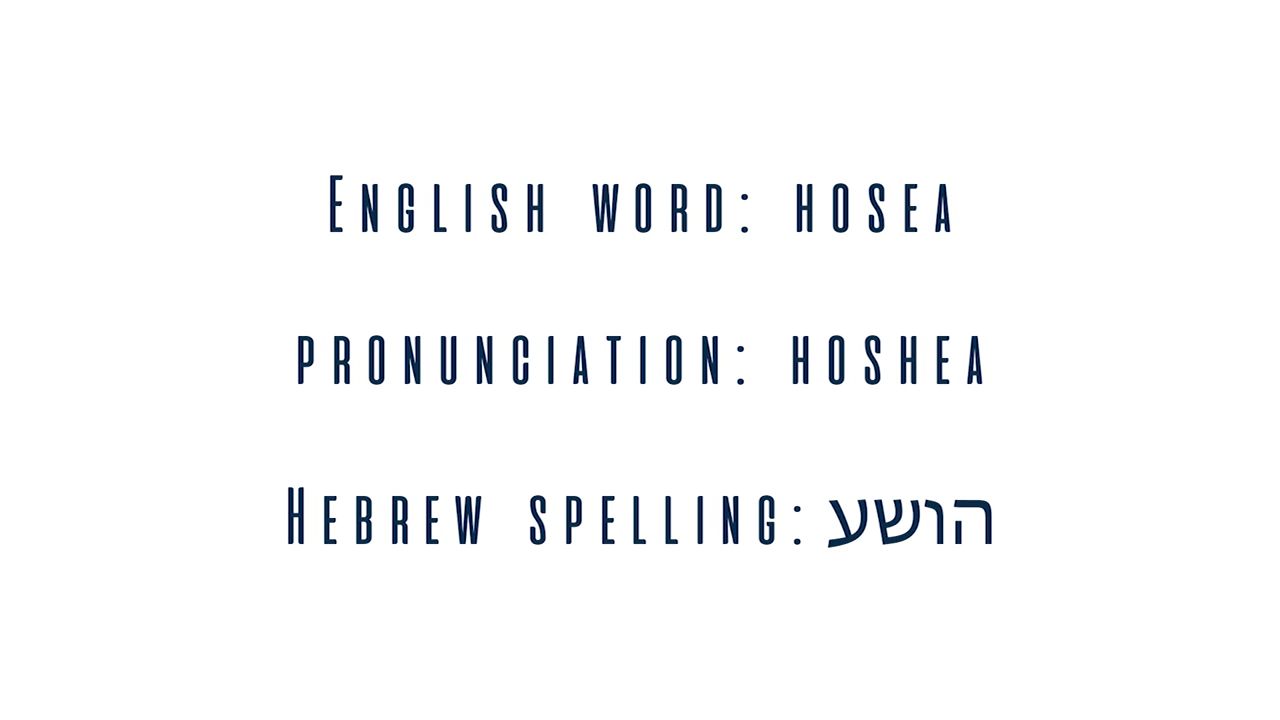 English word: hosea
pronunciation: hoshea
Hebrew spelling: הושע